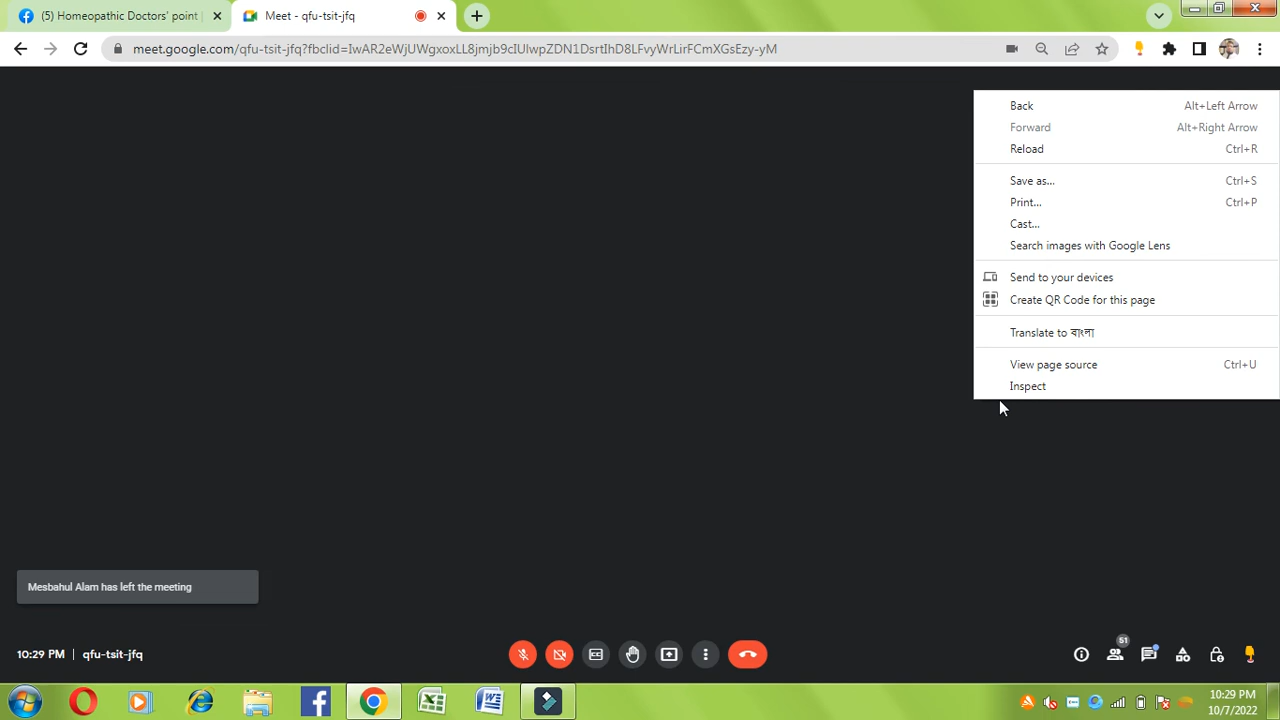 (5) Homeopathic Doctors' point |
Meet - qfu-tsit-jfq
meet.google.com/qfu-tsit-jfq?fbclid=IwAR2eWjUWgxoxLL8jmjb9cIUlwpZDN1DsrtIhD8LFvyWrLirFCmXGsEzy-yM
Back Alt+Left Arrow
Forward Alt+Right Arrow
Reload Ctrl+R
Save as... Ctrl+S
Print... Ctrl+P
Cast...
Search images with Google Lens
Send to your devices
Create QR Code for this page
Translate to বাংলা
View page source Ctrl+U
Inspect
Mesbahul Alam has left the meeting
10:29 PM | qfu-tsit-jfq
51
10:29 PM
10/7/2022